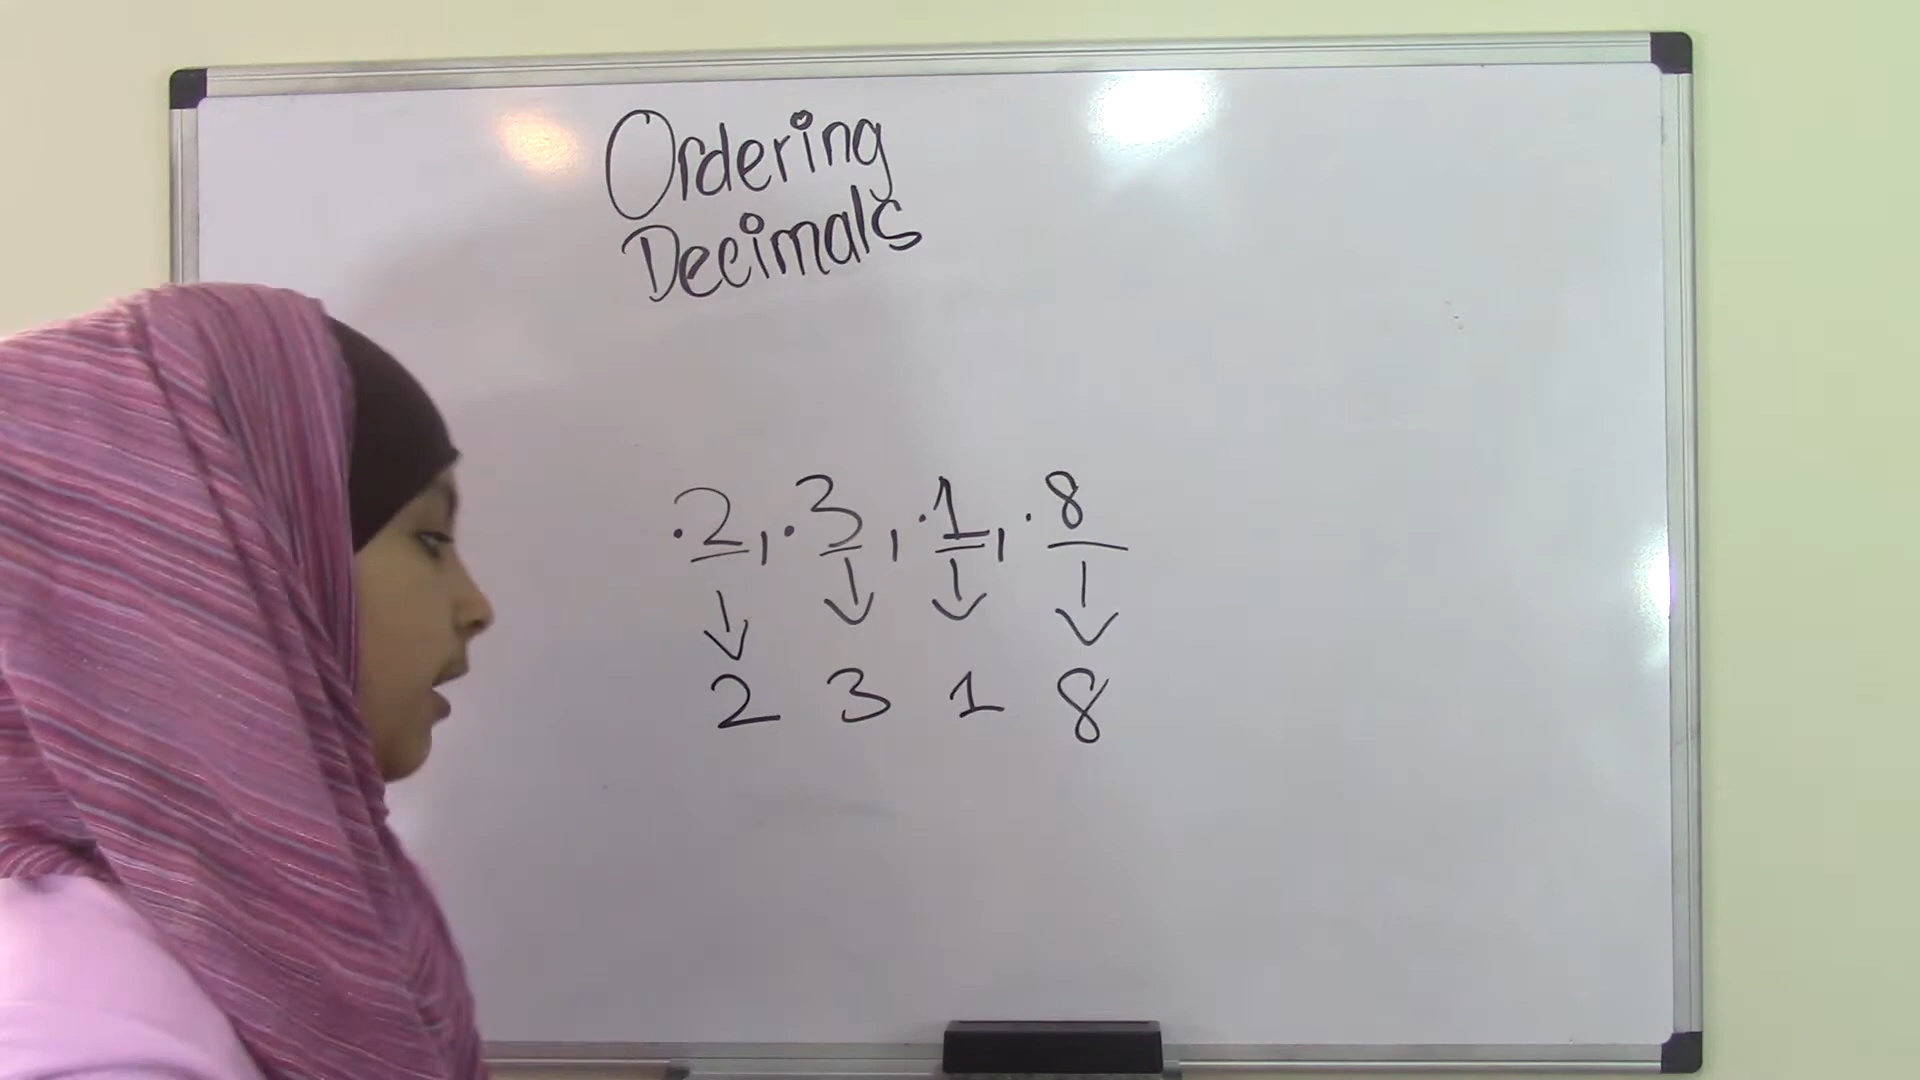 Ordering
Decimals
.2, .3, .1, .8
2 3 1 8